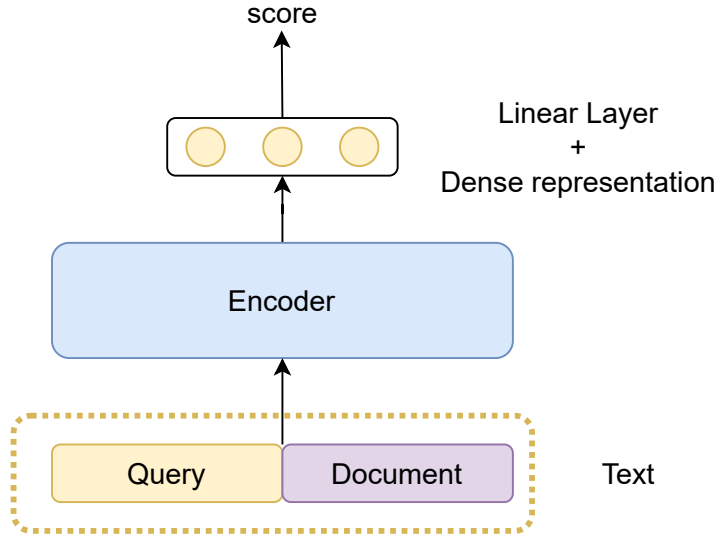 score
Linear Layer
+
Dense representation
Encoder
Query
Document
Text